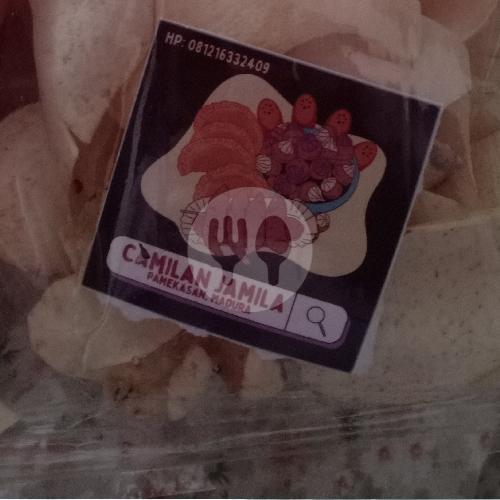 HP: 081216332409
CAMILAN JAMILA
PAMEKASAN, MADURA